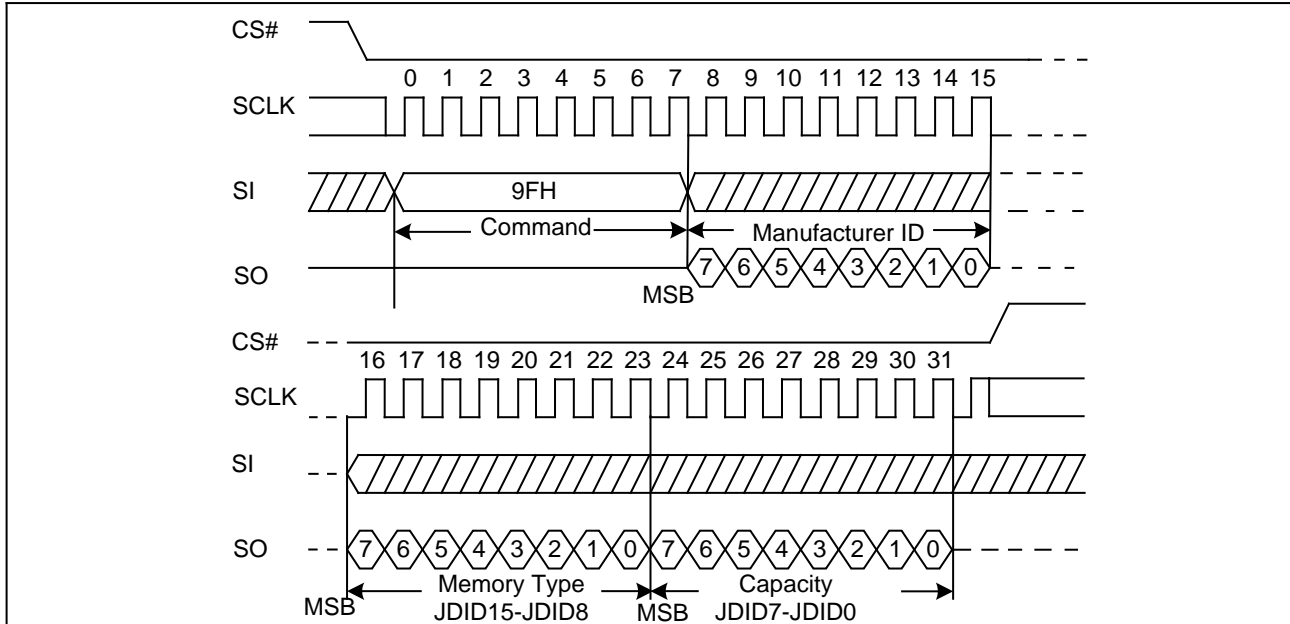 CS#
0 1 2 3 4 5 6 7 8 9 10 11 12 13 14 15
SCLK
SI 9FH
Command Manufacturer ID
SO 7 6 5 4 3 2 1 0
MSB
CS#
16 17 18 19 20 21 22 23 24 25 26 27 28 29 30 31
SCLK
SI
SO 7 6 5 4 3 2 1 0 7 6 5 4 3 2 1 0
Memory Type Capacity
MSB JDID15-JDID8 MSB JDID7-JDID0